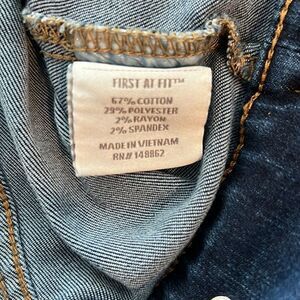 FIRST AT FIT™
67% COTTON
29% POLYESTER
2% RAYON
2% SPANDEX
MADE IN VIETNAM
RN# 148862